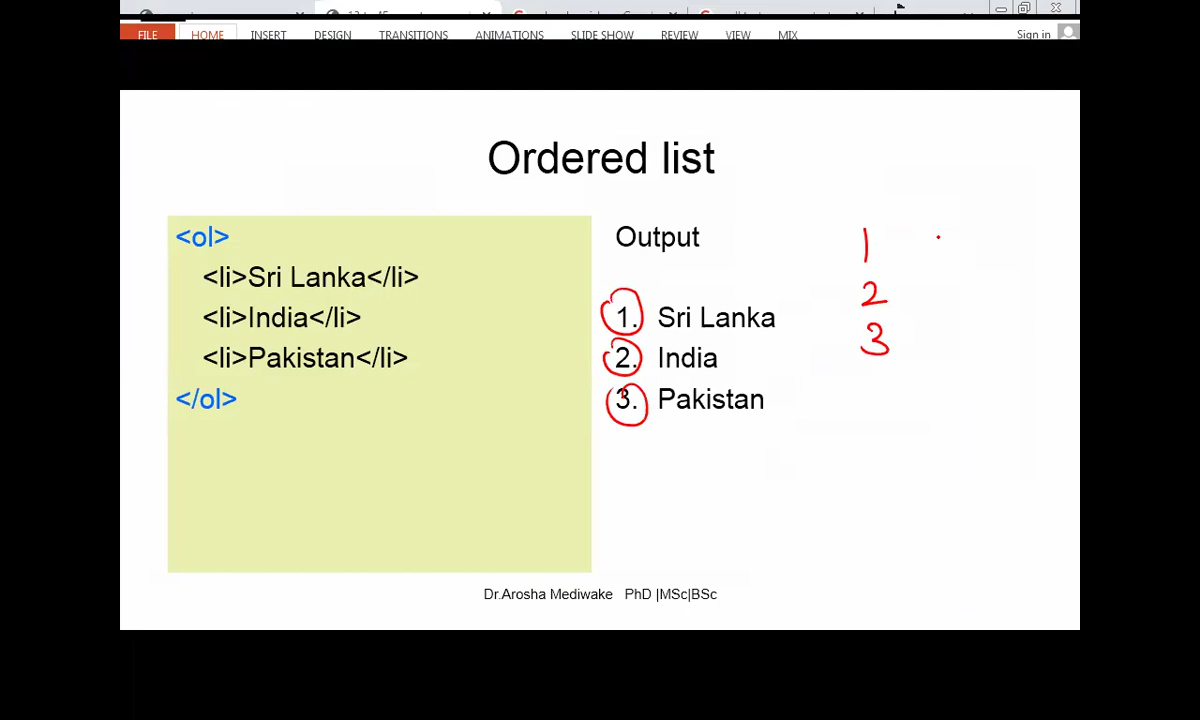 FILE HOME INSERT DESIGN TRANSITIONS ANIMATIONS SLIDE SHOW REVIEW VIEW MIX Sign in
Ordered list
<ol>
<li>Sri Lanka</li>
<li>India</li>
<li>Pakistan</li>
</ol>
Output
1. Sri Lanka
2. India
3. Pakistan
1
2
3
Dr.Arosha Mediwake PhD |MSc|BSc